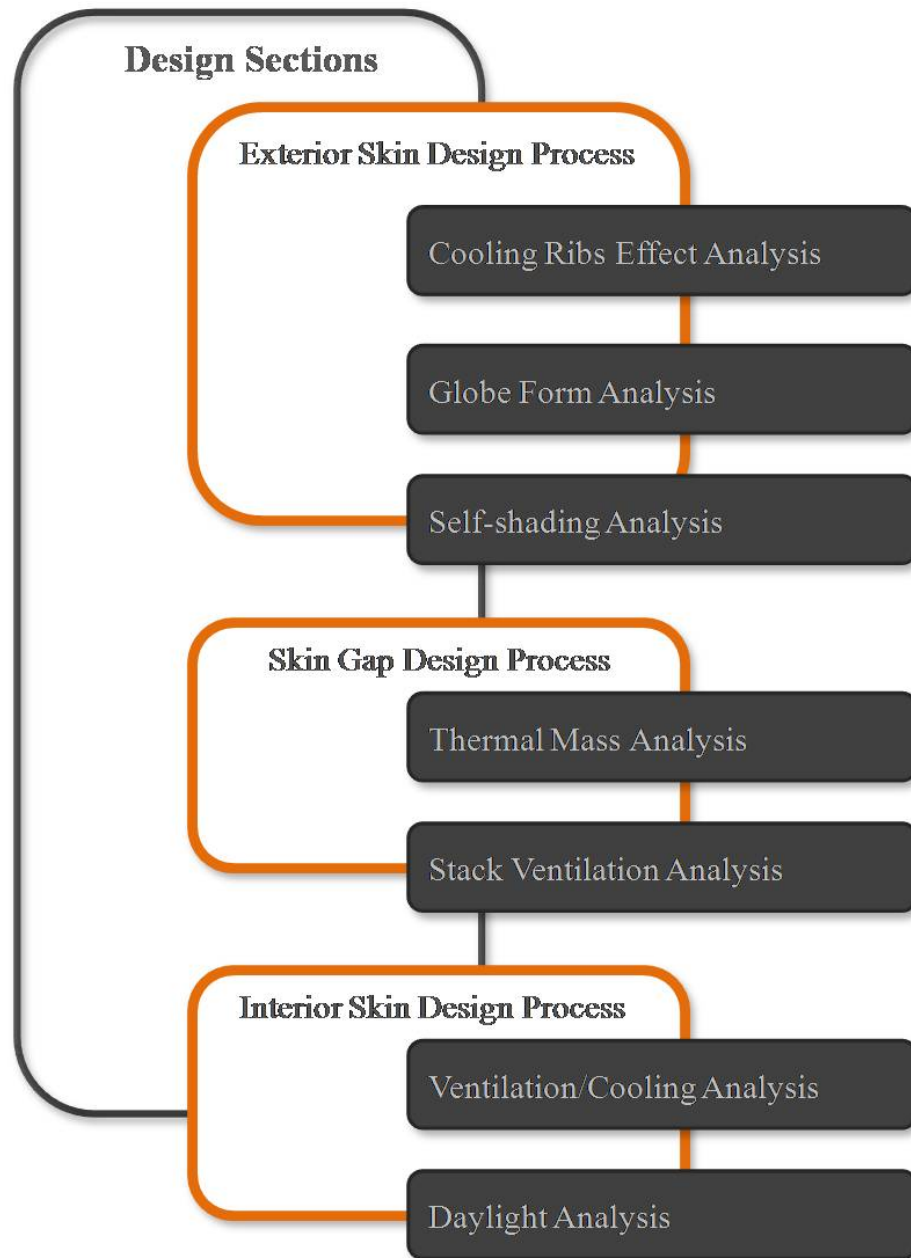 Design Sections
Exterior Skin Design Process
Cooling Ribs Effect Analysis
Globe Form Analysis
Self-shading Analysis
Skin Gap Design Process
Thermal Mass Analysis
Stack Ventilation Analysis
Interior Skin Design Process
Ventilation/Cooling Analysis
Daylight Analysis